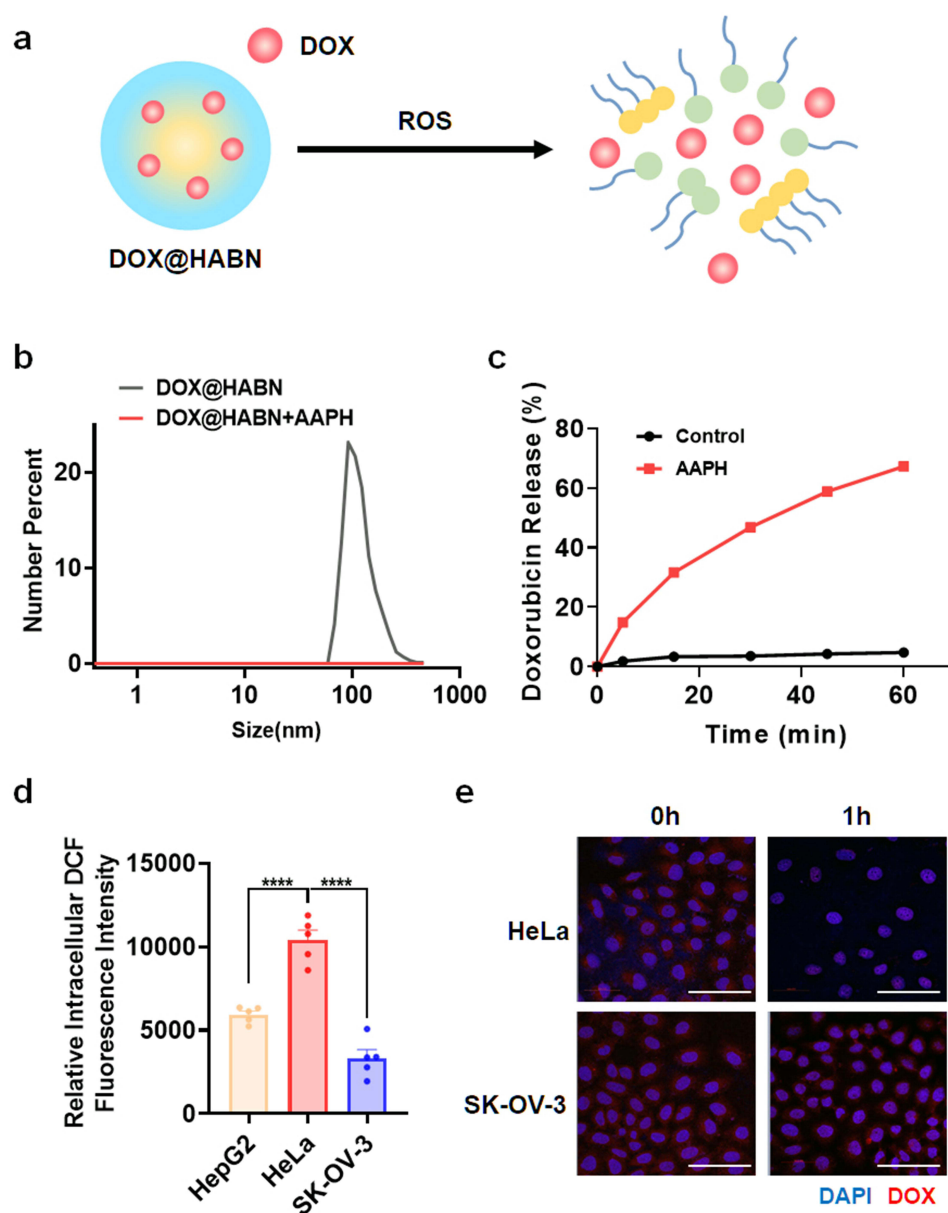 a
DOX
ROS
DOX@HABN
b
DOX@HABN
DOX@HABN+AAPH
Number Percent
20
10
0
1
10
100
1000
Size(nm)
c
Control
AAPH
Doxorubicin Release (%)
80
60
40
20
0
0
20
40
60
Time (min)
d
Relative Intracellular DCF
Fluorescence Intensity
15000
10000
5000
0
****
****
HepG2
HeLa
SK-OV-3
e
0h
1h
HeLa
SK-OV-3
DAPI DOX